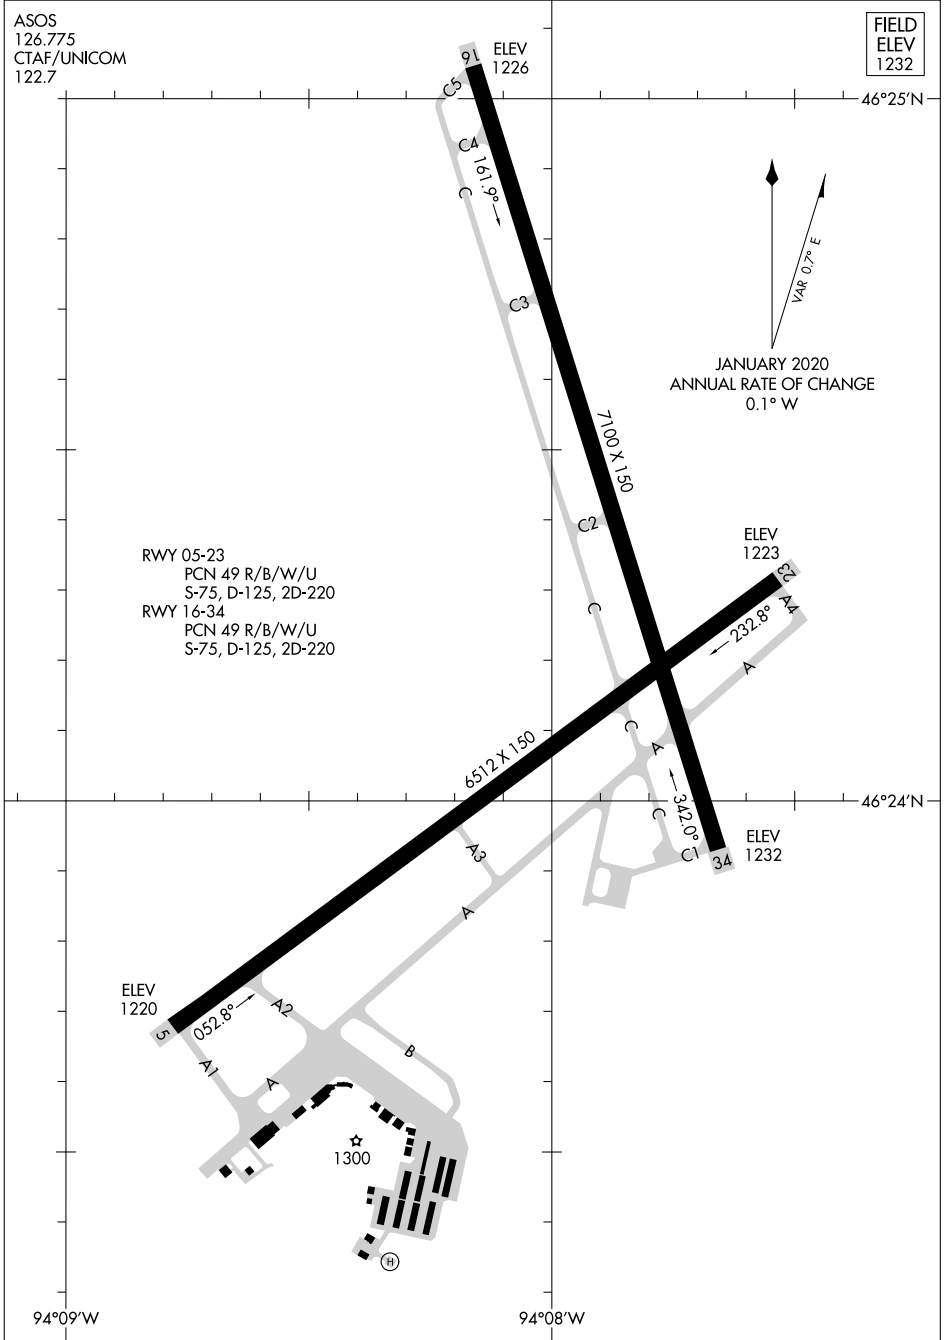 ASOS
126.775
CTAF/UNICOM
122.7
FIELD
ELEV
1232
16
ELEV
1226
46°25'N
C5
C4
161.9°
C
C3
VAR 0.7° E
JANUARY 2020
ANNUAL RATE OF CHANGE
0.1° W
7100 X 150
C2
ELEV
1223
23
RWY 05-23
PCN 49 R/B/W/U
S-75, D-125, 2D-220
RWY 16-34
PCN 49 R/B/W/U
S-75, D-125, 2D-220
C
A4
232.8°
A
C
A
6512 X 150
342.0°
46°24'N
C
C1
34
ELEV
1232
A3
A
ELEV
1220
5
052.8°
A2
A1
A
B
1300
H
94°09'W
94°08'W